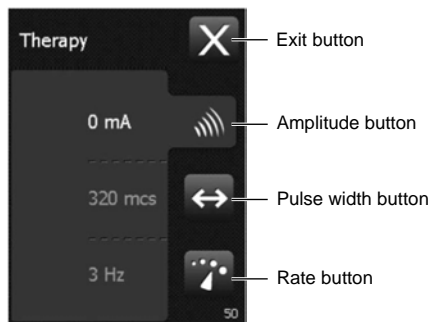 Therapy
Exit button
0 mA
Amplitude button
320 mcs
Pulse width button
3 Hz
Rate button
50